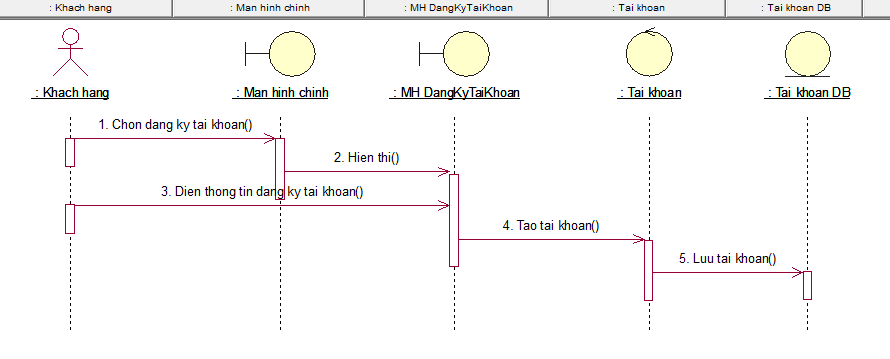 : Khach hang
: Man hinh chinh
: MH DangKyTaiKhoan
: Tai khoan
: Tai khoan DB
: Khach hang
: Man hinh chinh
: MH DangKyTaiKhoan
: Tai khoan
: Tai khoan DB
1. Chon dang ky tai khoan()
2. Hien thi()
3. Dien thong tin dang ky tai khoan()
4. Tao tai khoan()
5. Luu tai khoan()